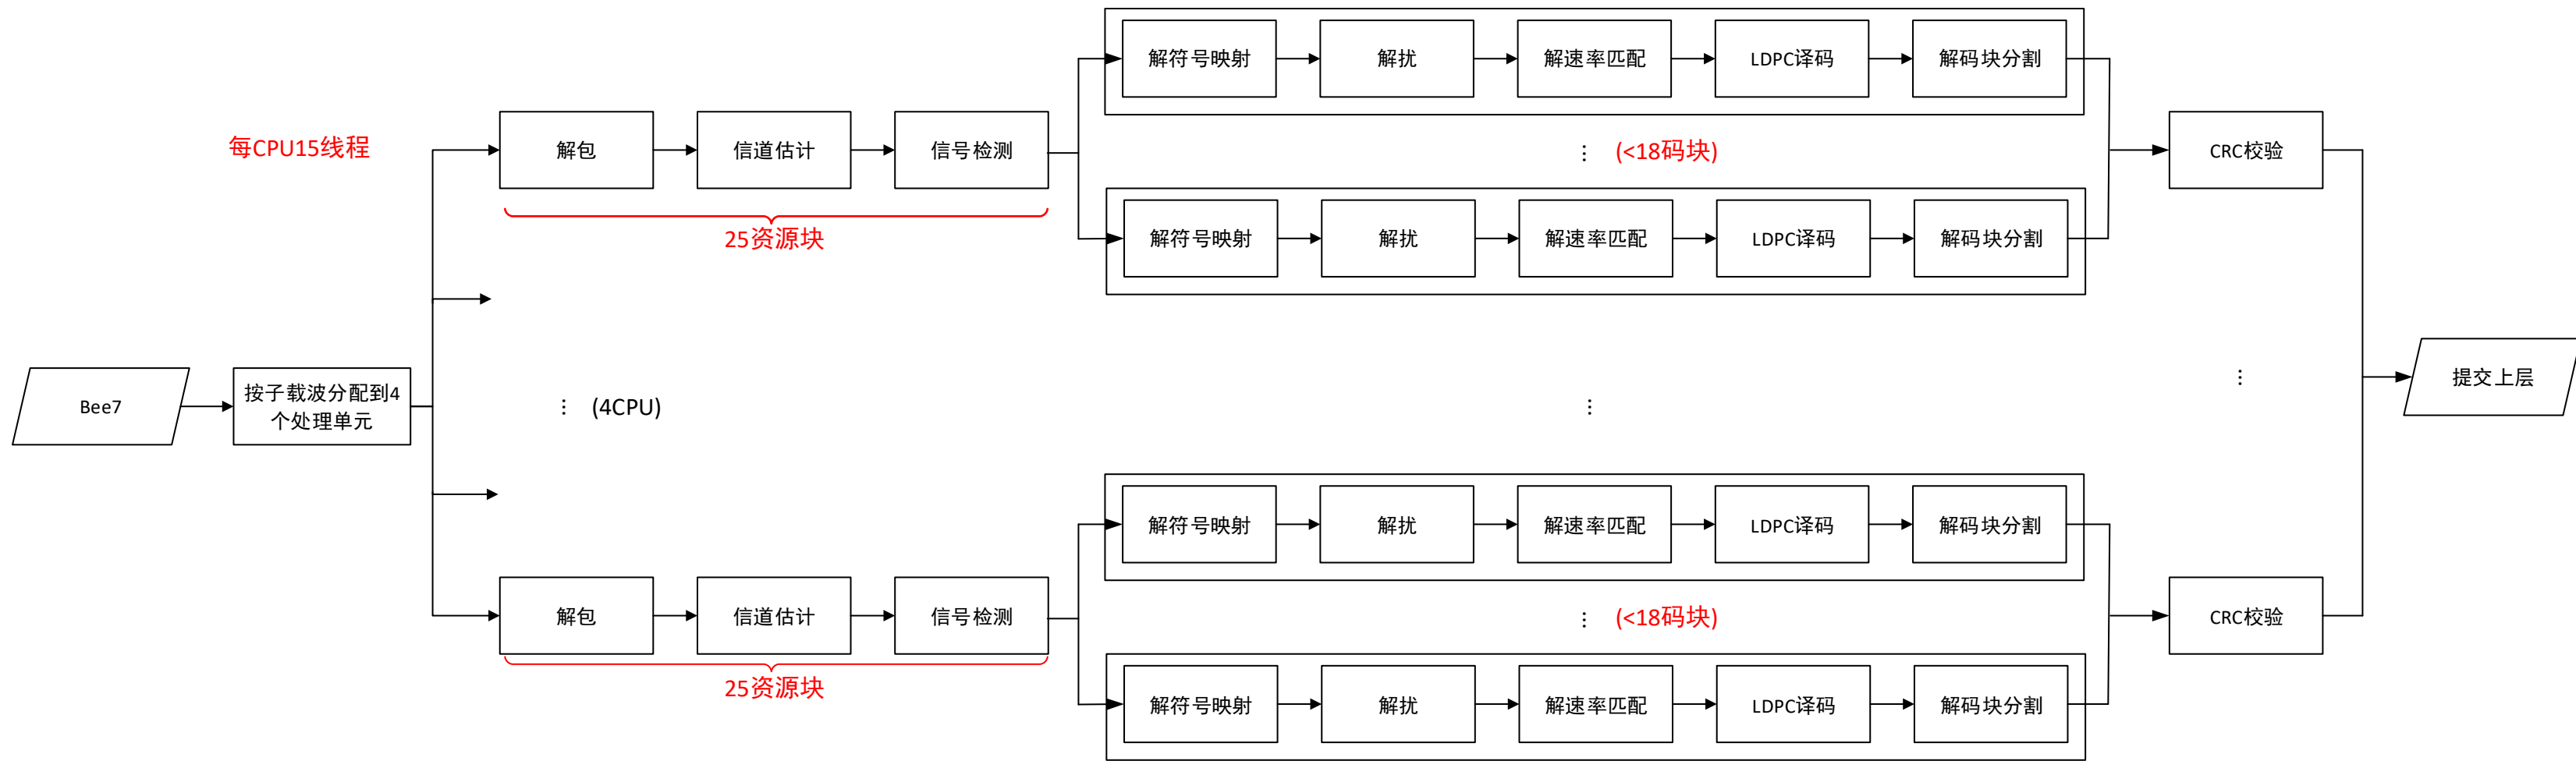 解符号映射
解扰
解速率匹配
LDPC译码
解码块分割
每CPU15线程
解包
信道估计
信号检测
⋮ (<18码块)
CRC校验
25资源块
解符号映射
解扰
解速率匹配
LDPC译码
解码块分割
Bee7
按子载波分配到4
个处理单元
⋮ (4CPU)
⋮
⋮
提交上层
解符号映射
解扰
解速率匹配
LDPC译码
解码块分割
解包
信道估计
信号检测
⋮ (<18码块)
CRC校验
25资源块
解符号映射
解扰
解速率匹配
LDPC译码
解码块分割